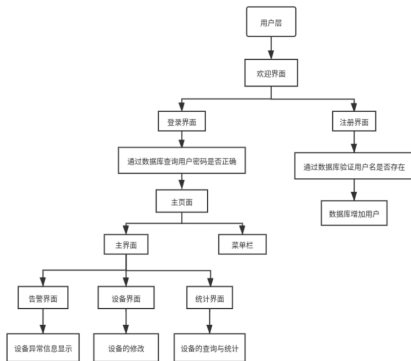 用户层
欢迎界面
登录界面
注册界面
通过数据库查询用户密码是否正确
通过数据库验证用户名是否存在
主页面
数据库增加用户
主界面
菜单栏
告警界面
设备界面
统计界面
设备异常信息显示
设备的修改
设备的查询与统计